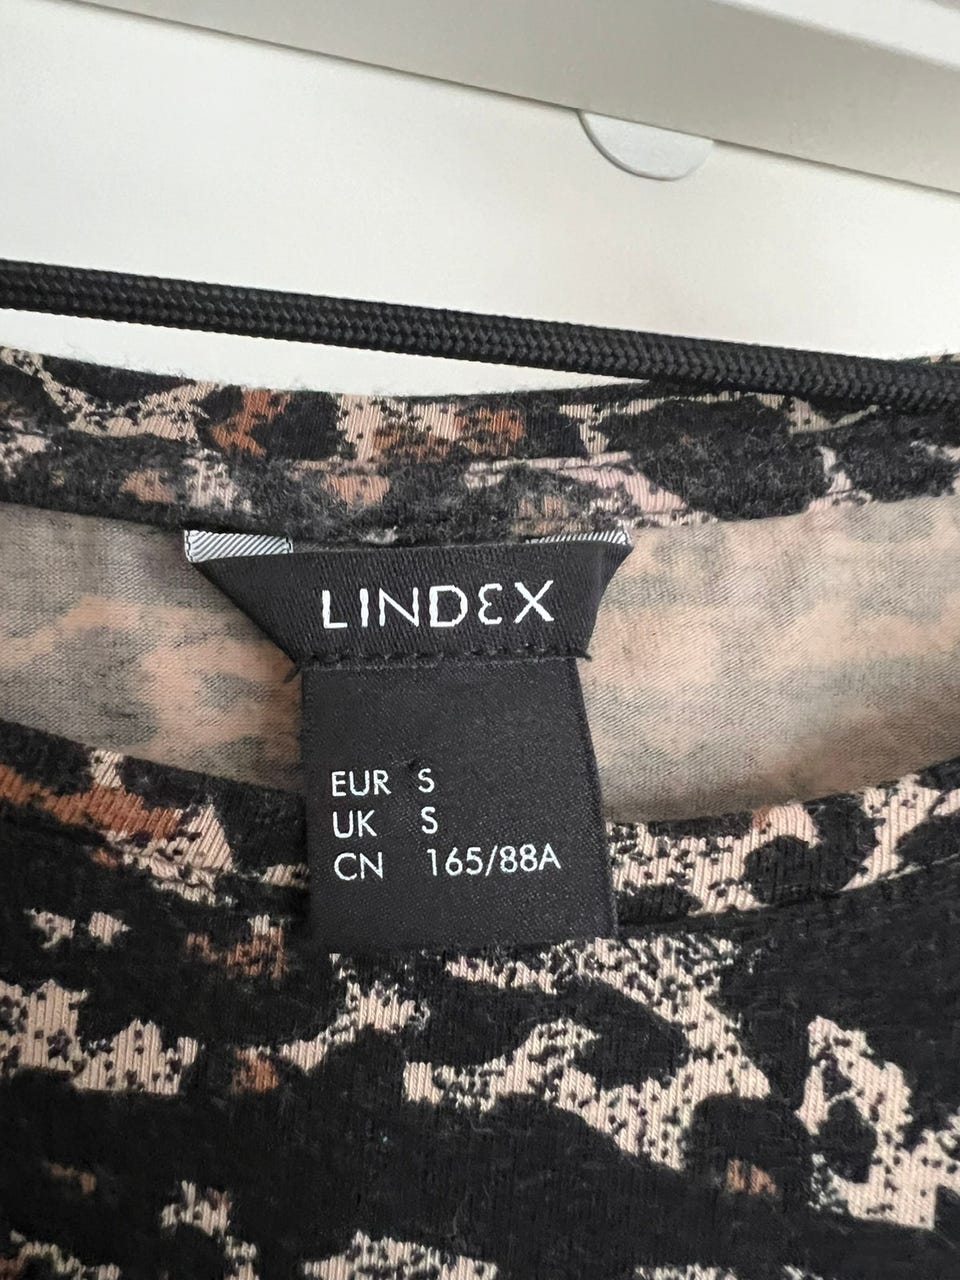 LINDEX
EUR S
UK S
CN 165/88A